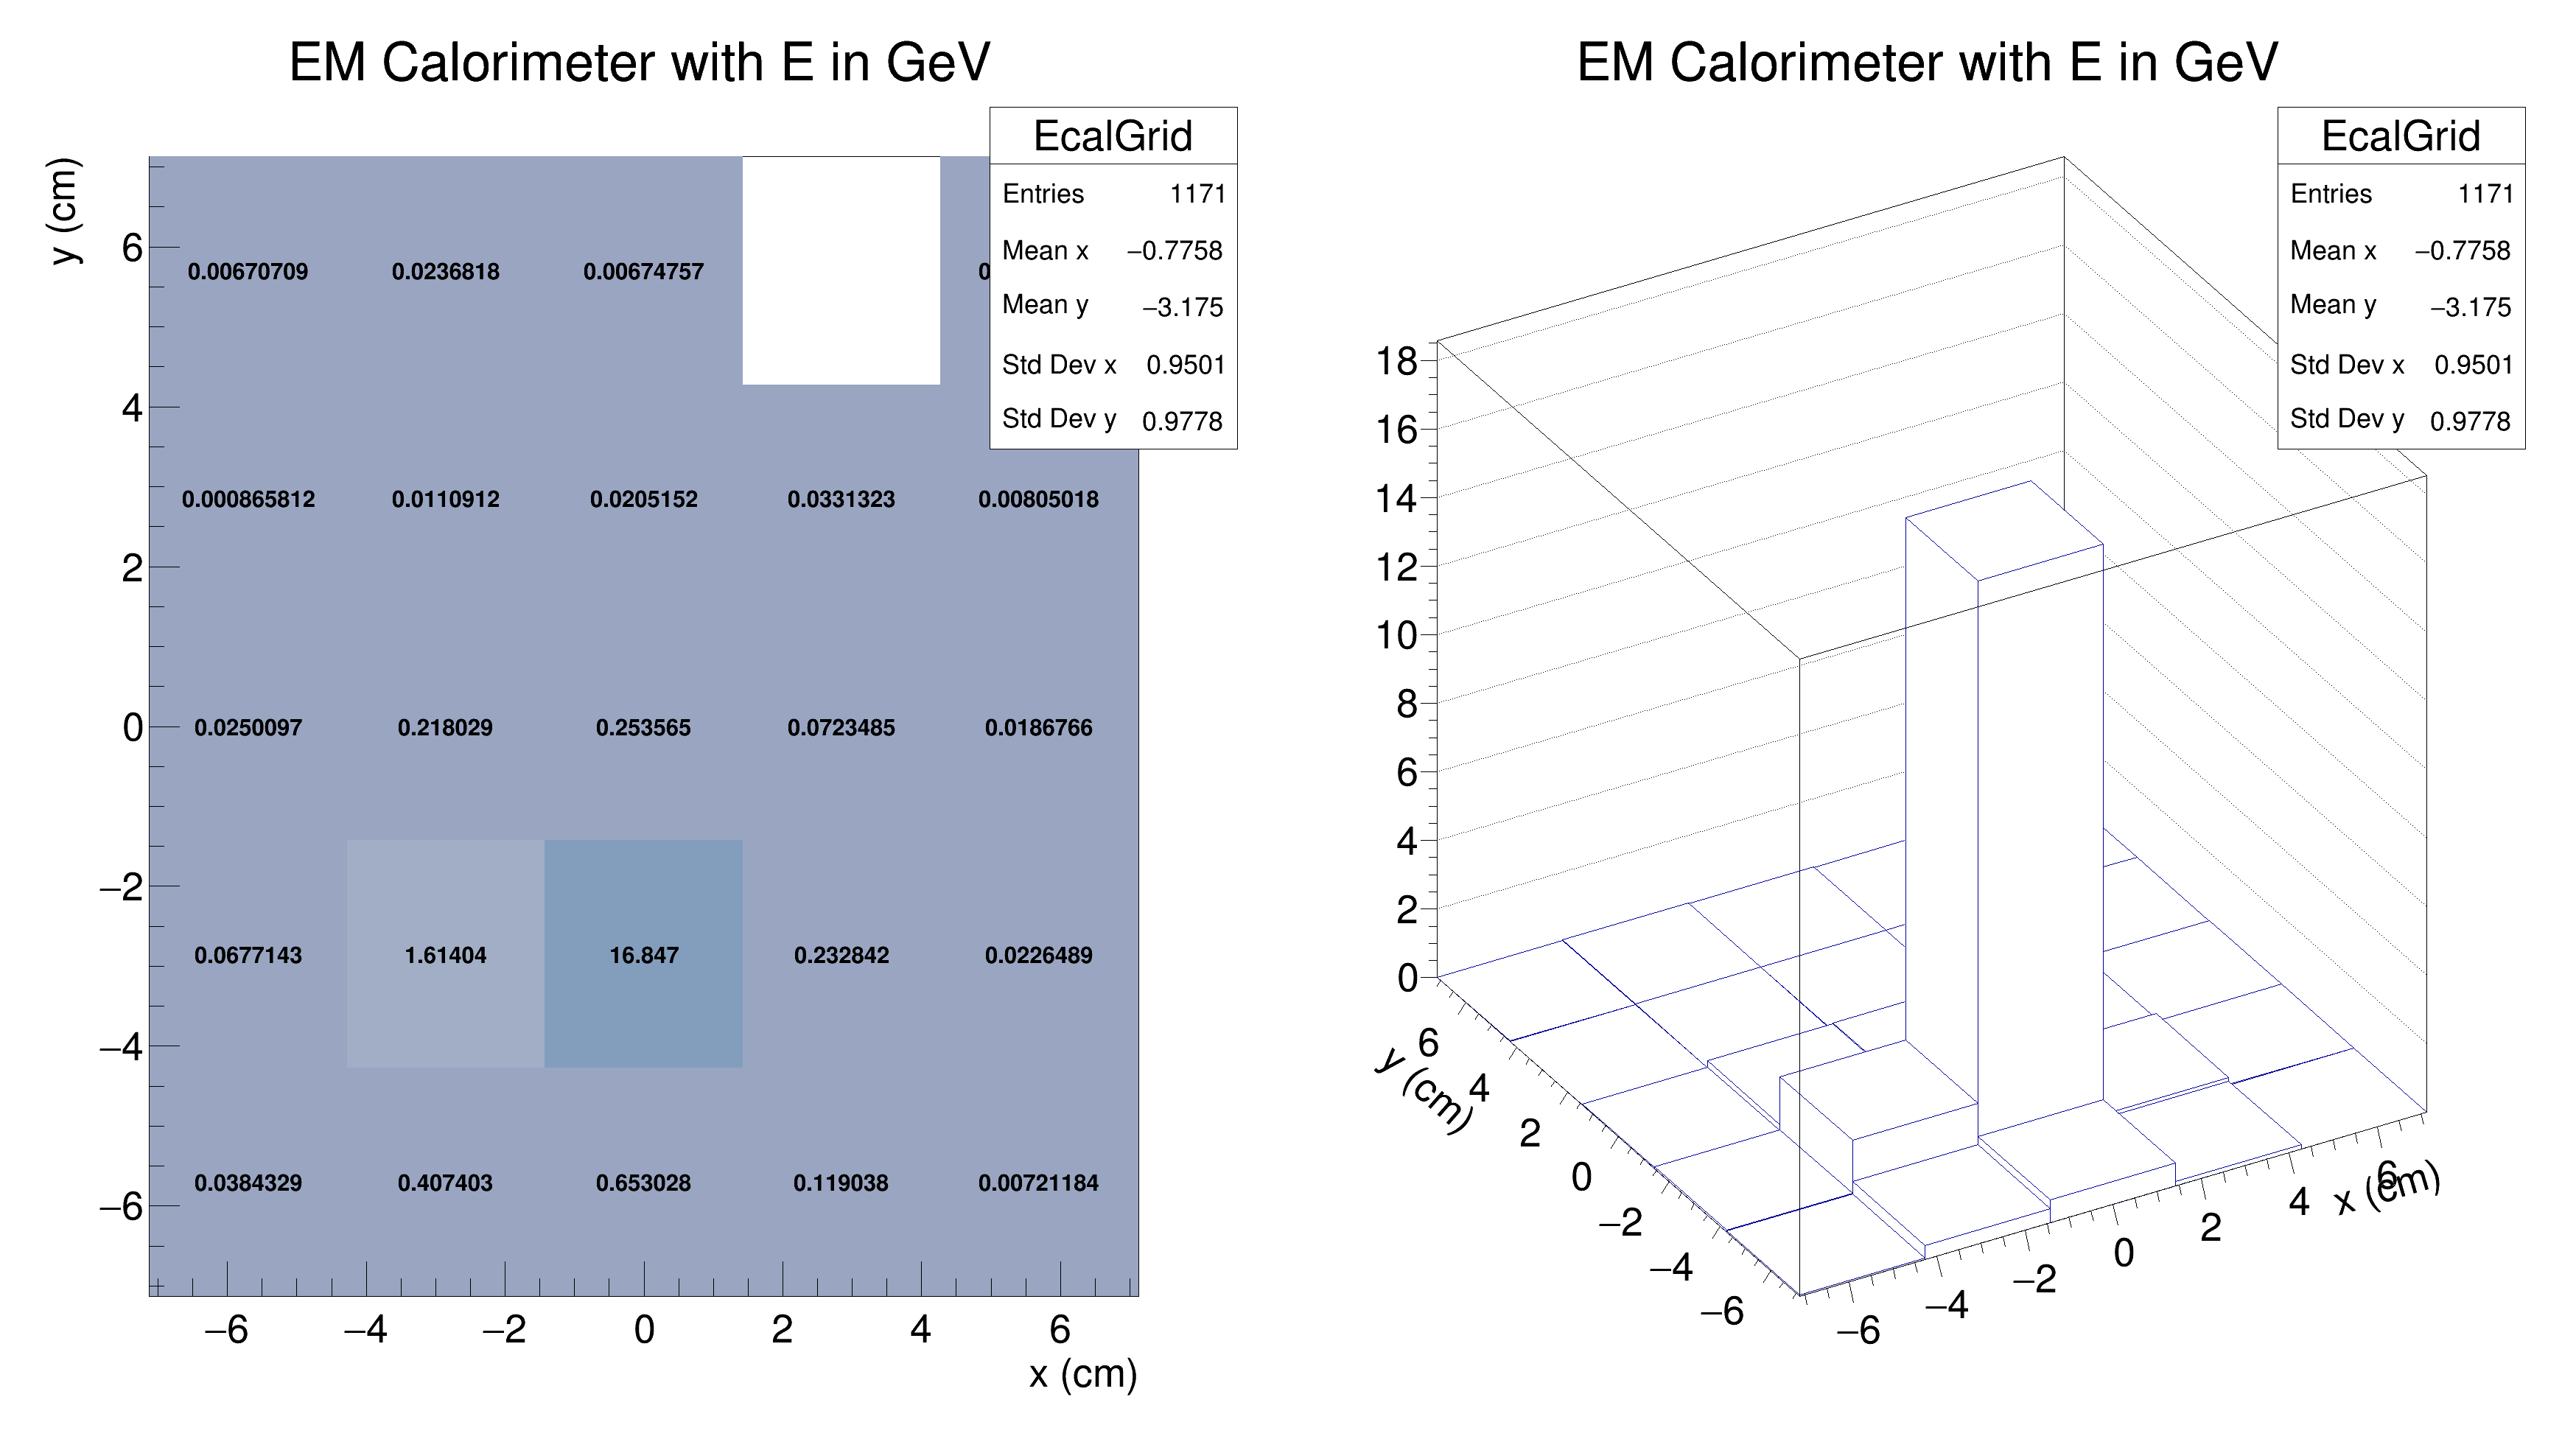 EM Calorimeter with E in GeV
EcalGrid
Entries 1171
Mean x −0.7758
Mean y −3.175
Std Dev x 0.9501
Std Dev y 0.9778
y (cm)
6
4
2
0
−2
−4
−6
0.00670709 0.0236818 0.00674757 0
0.000865812 0.0110912 0.0205152 0.0331323 0.00805018
0.0250097 0.218029 0.253565 0.0723485 0.0186766
0.0677143 1.61404 16.847 0.232842 0.0226489
0.0384329 0.407403 0.653028 0.119038 0.00721184
−6 −4 −2 0 2 4 6
x (cm)
EM Calorimeter with E in GeV
EcalGrid
Entries 1171
Mean x −0.7758
Mean y −3.175
Std Dev x 0.9501
Std Dev y 0.9778
18
16
14
12
10
8
6
4
2
0
y (cm)
6
4
2
0
−2
−4
−6
−6
−4
−2
0
2
4
6
x (cm)